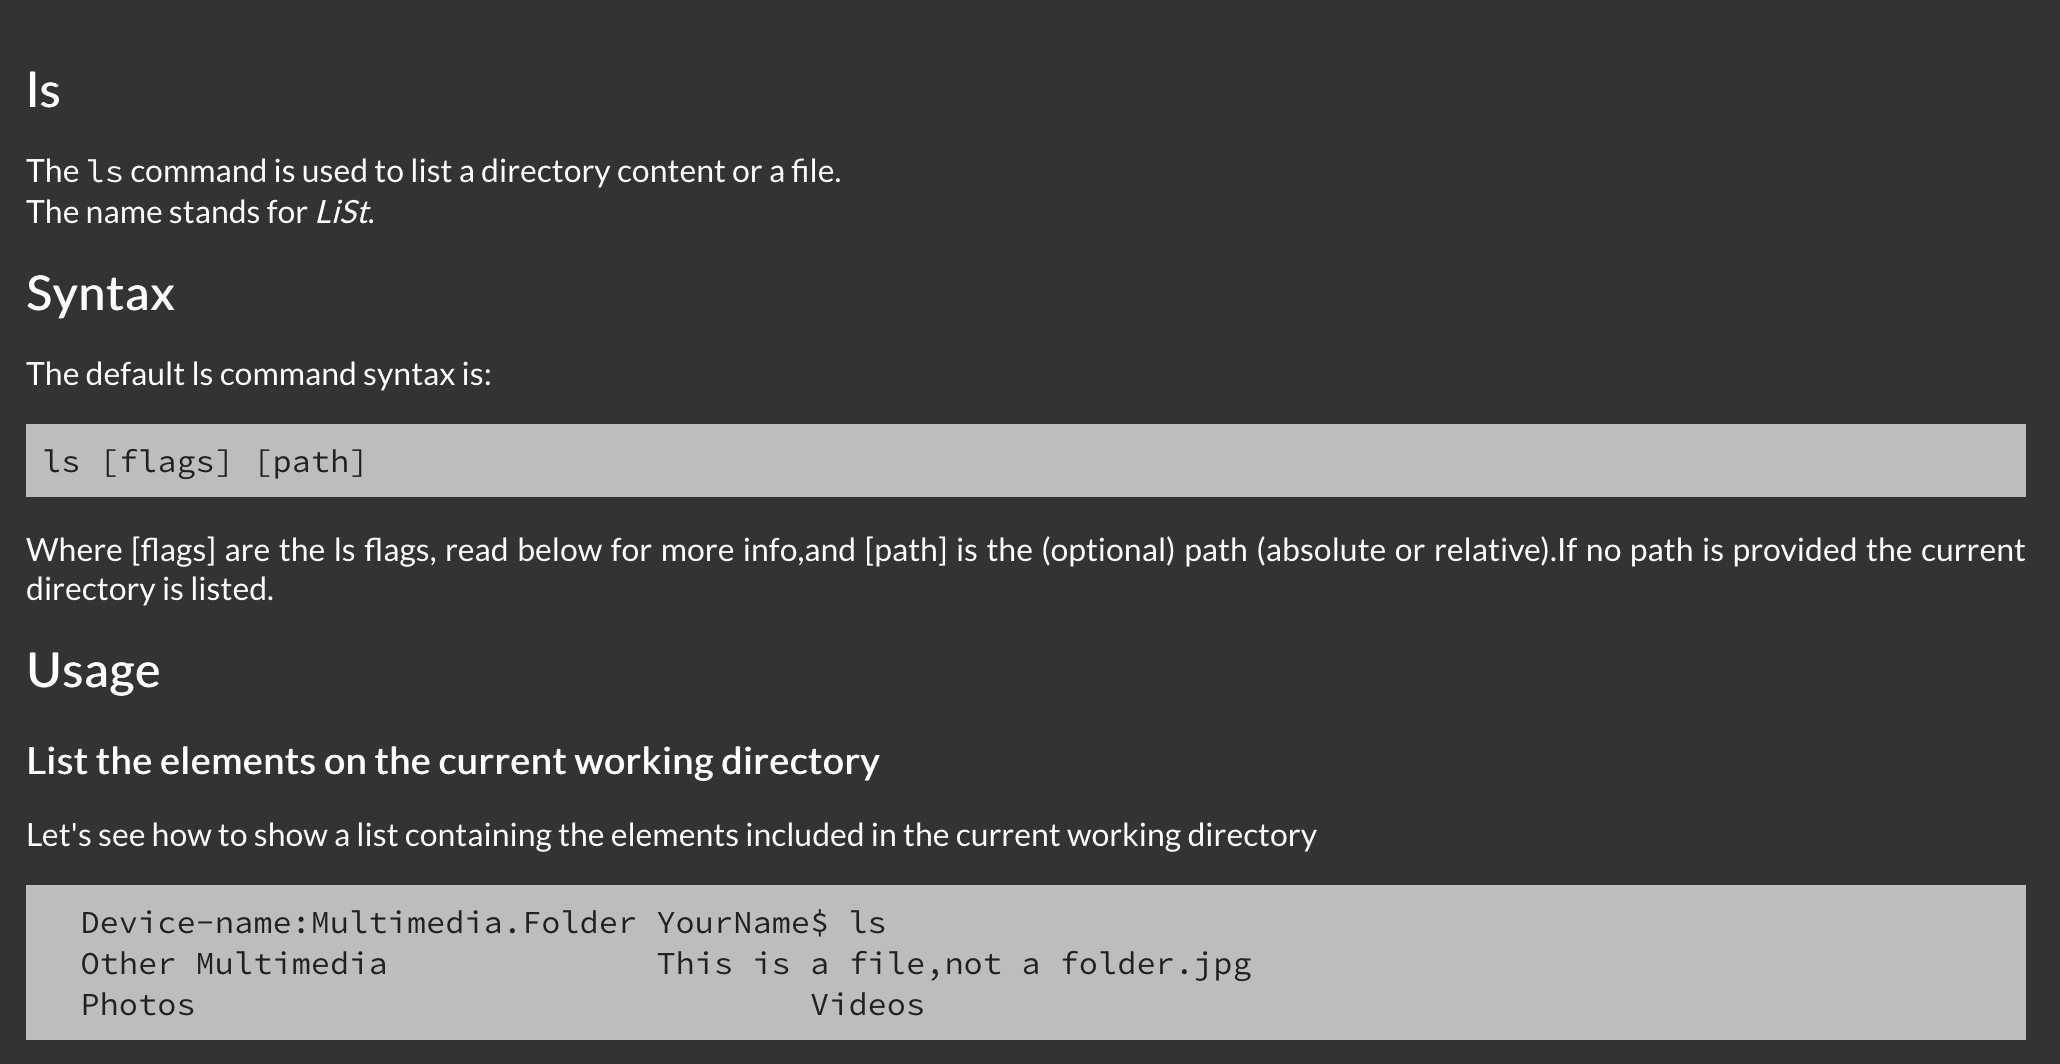 ls
The ls command is used to list a directory content or a file.
The name stands for LiSt.
Syntax
The default ls command syntax is:
ls [flags] [path]
Where [flags] are the ls flags, read below for more info,and [path] is the (optional) path (absolute or relative).If no path is provided the current
directory is listed.
Usage
List the elements on the current working directory
Let's see how to show a list containing the elements included in the current working directory
Device-name:Multimedia.Folder YourName$ ls
Other Multimedia              This is a file,not a folder.jpg
Photos                                Videos